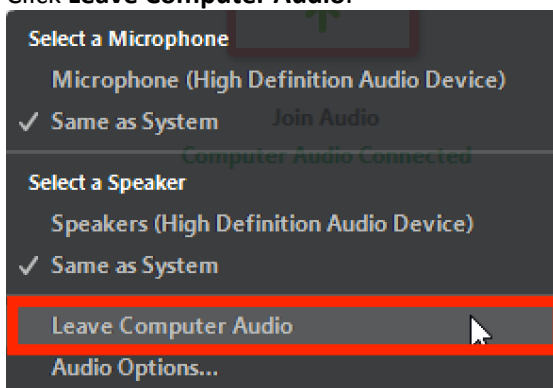 Click Leave Computer Audio.
Select a Microphone
Microphone (High Definition Audio Device)
✓ Same as System
Join Audio
Computer Audio Connected
Select a Speaker
Speakers (High Definition Audio Device)
✓ Same as System
Leave Computer Audio
Audio Options...